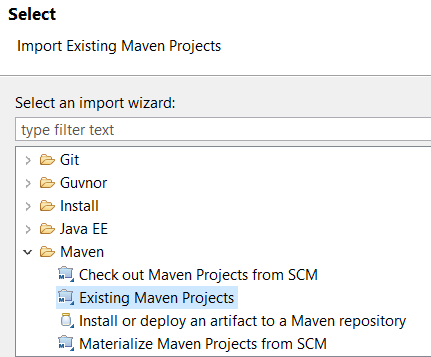 Select
Import Existing Maven Projects
Select an import wizard:
type filter text
Git
Guvnor
Install
Java EE
Maven
Check out Maven Projects from SCM
Existing Maven Projects
Install or deploy an artifact to a Maven repository
Materialize Maven Projects from SCM